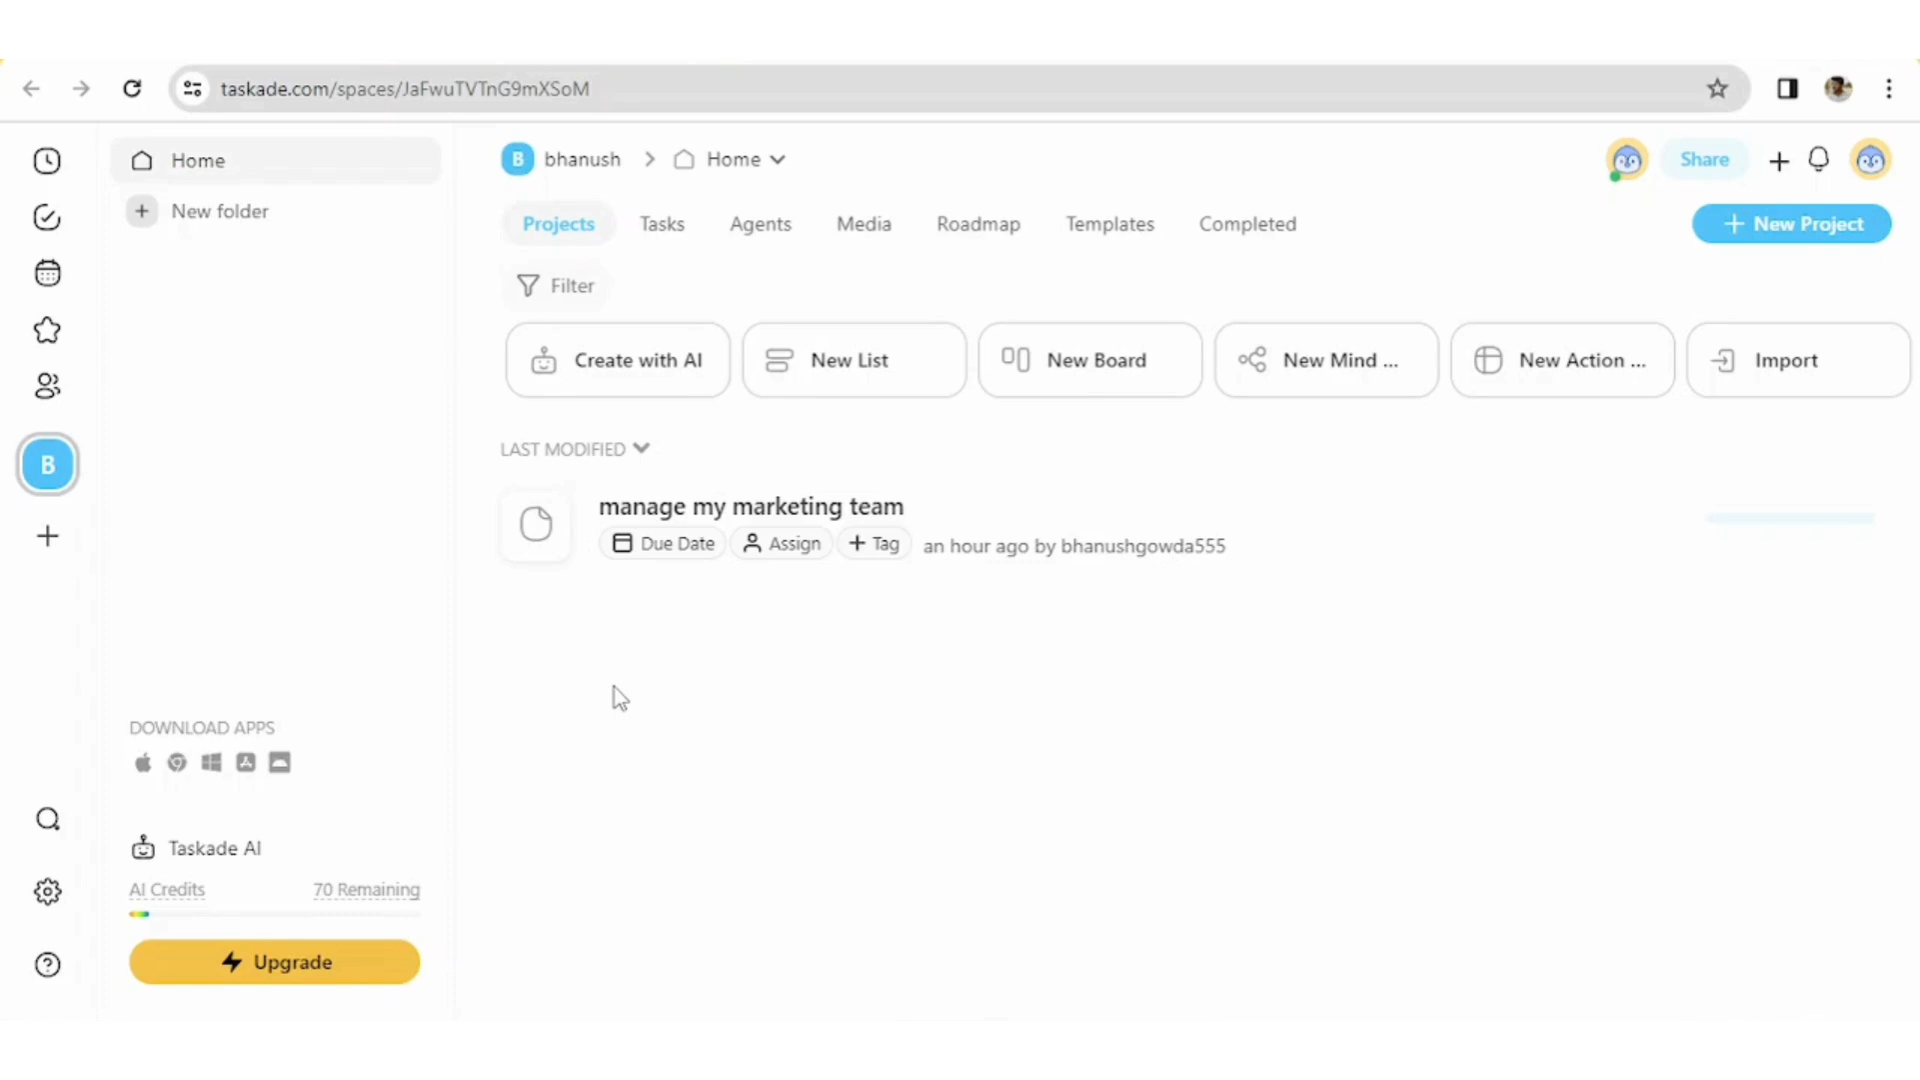 taskade.com/spaces/JaFwuTVTnG9mXSoM
Home
New folder
B bhanush Home
Share
Projects Tasks Agents Media Roadmap Templates Completed
New Project
Filter
Create with AI
New List
New Board
New Mind ...
New Action ...
Import
LAST MODIFIED
manage my marketing team
Due Date Assign + Tag an hour ago by bhanushgowda555
B
DOWNLOAD APPS
Taskade AI
AI Credits 70 Remaining
Upgrade